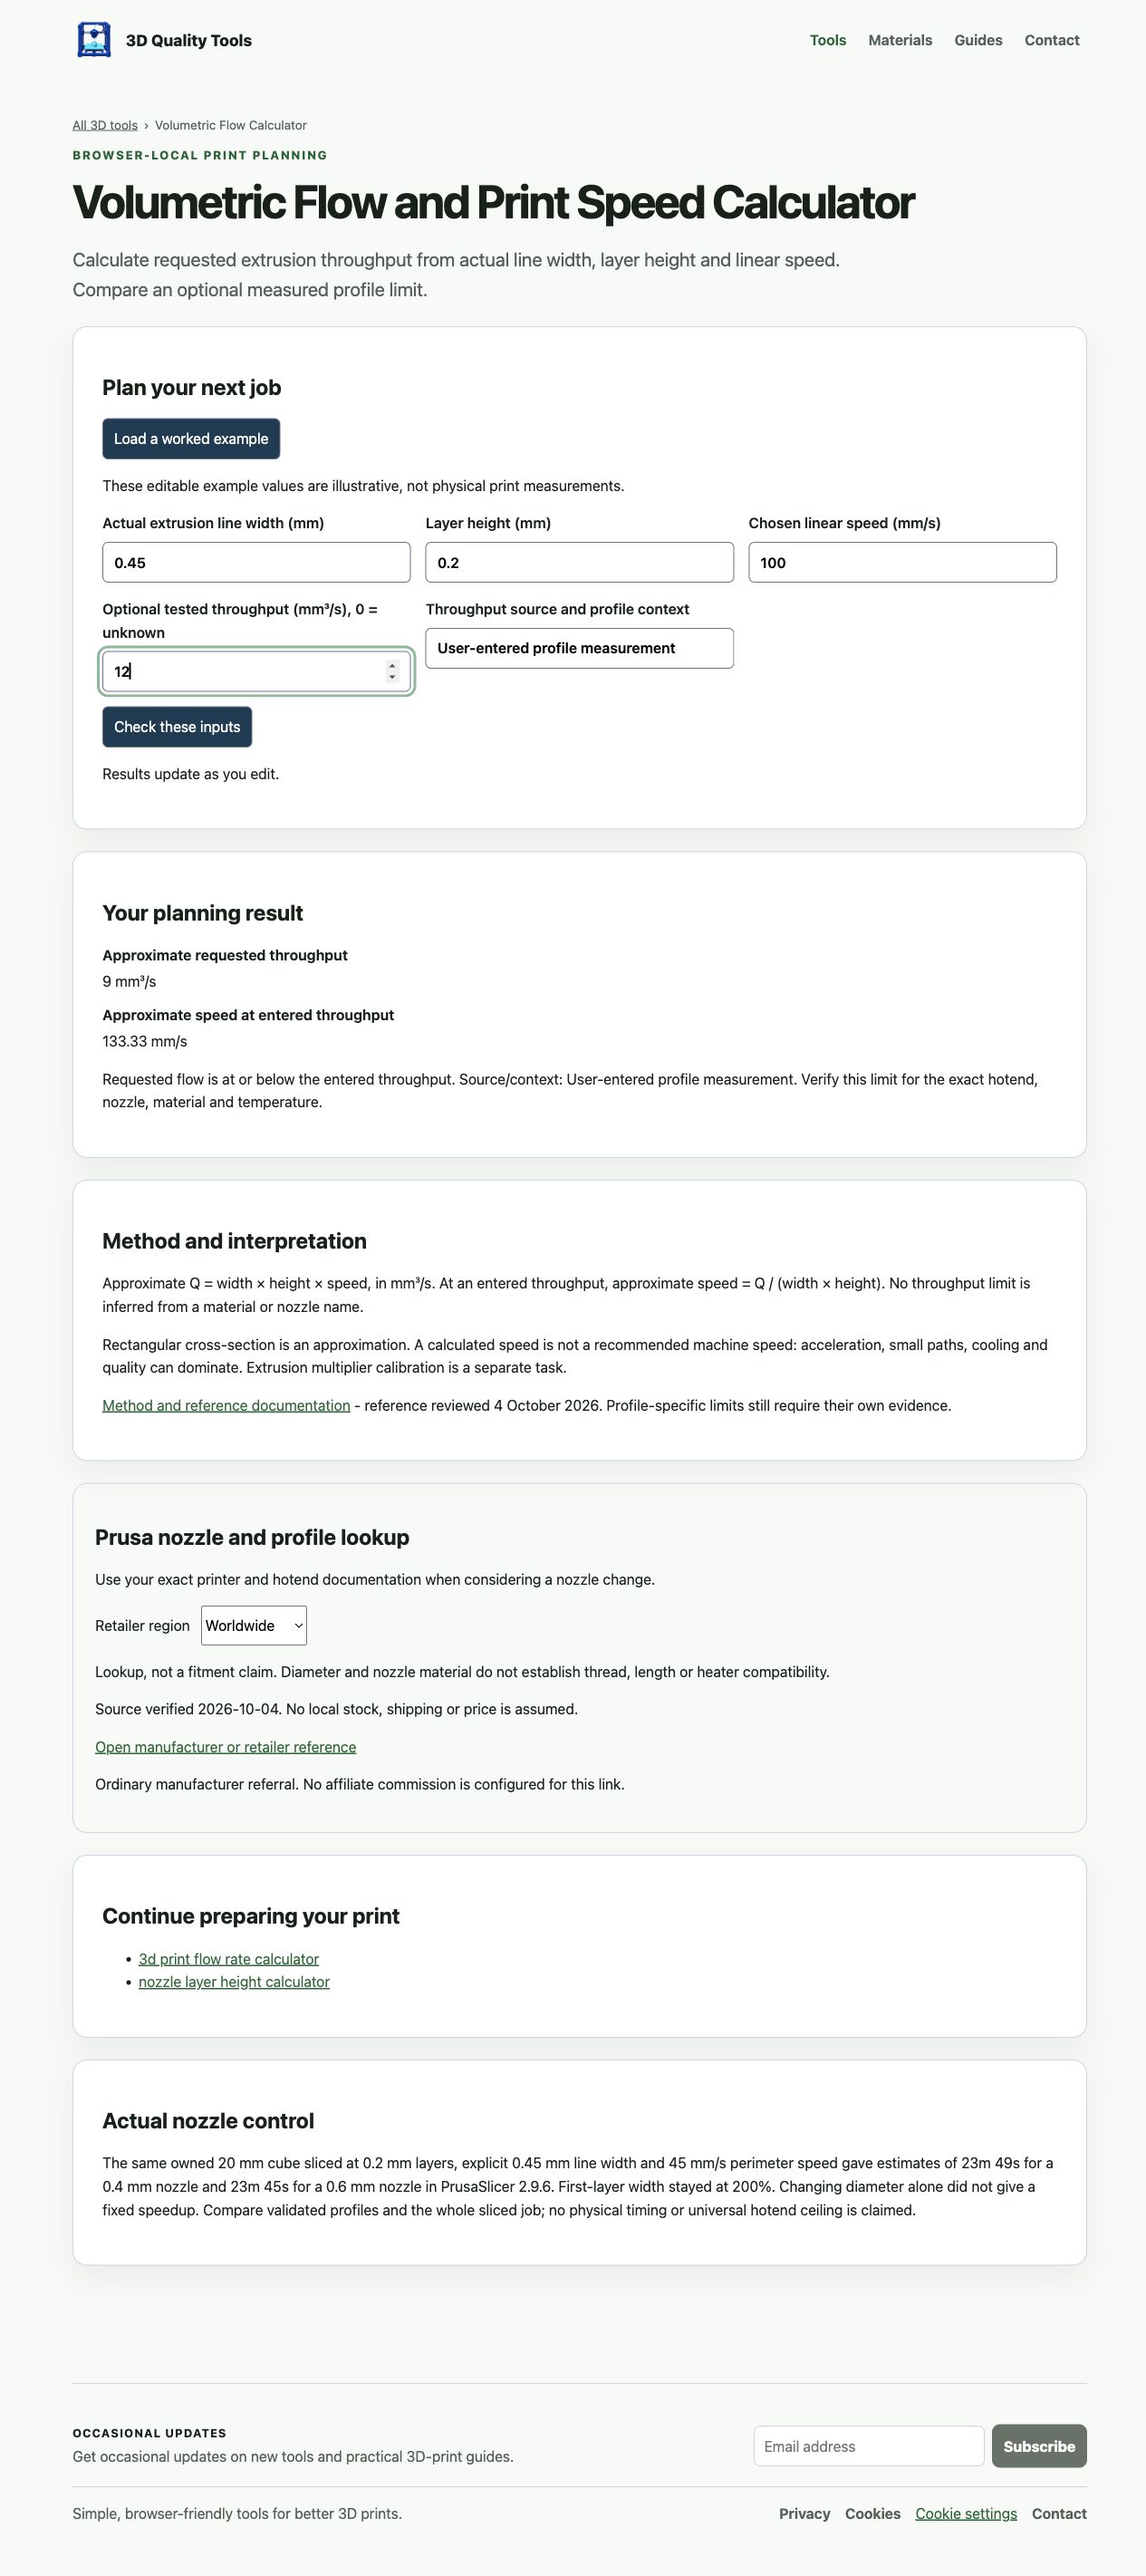 3D Quality Tools
Tools Materials Guides Contact
All 3D tools › Volumetric Flow Calculator
BROWSER-LOCAL PRINT PLANNING
Volumetric Flow and Print Speed Calculator
Calculate requested extrusion throughput from actual line width, layer height and linear speed.
Compare an optional measured profile limit.
Plan your next job
Load a worked example
These editable example values are illustrative, not physical print measurements.
Actual extrusion line width (mm) Layer height (mm) Chosen linear speed (mm/s)
0.45 0.2 100
Optional tested throughput (mm³/s), 0 =
unknown
Throughput source and profile context
User-entered profile measurement
12
Check these inputs
Results update as you edit.
Your planning result
Approximate requested throughput
9 mm³/s
Approximate speed at entered throughput
133.33 mm/s
Requested flow is at or below the entered throughput. Source/context: User-entered profile measurement. Verify this limit for the exact hotend,
nozzle, material and temperature.
Method and interpretation
Approximate Q = width × height × speed, in mm³/s. At an entered throughput, approximate speed = Q / (width × height). No throughput limit is
inferred from a material or nozzle name.
Rectangular cross-section is an approximation. A calculated speed is not a recommended machine speed: acceleration, small paths, cooling and
quality can dominate. Extrusion multiplier calibration is a separate task.
Method and reference documentation - reference reviewed 4 October 2026. Profile-specific limits still require their own evidence.
Prusa nozzle and profile lookup
Use your exact printer and hotend documentation when considering a nozzle change.
Retailer region Worldwide
Lookup, not a fitment claim. Diameter and nozzle material do not establish thread, length or heater compatibility.
Source verified 2026-10-04. No local stock, shipping or price is assumed.
Open manufacturer or retailer reference
Ordinary manufacturer referral. No affiliate commission is configured for this link.
Continue preparing your print
• 3d print flow rate calculator
• nozzle layer height calculator
Actual nozzle control
The same owned 20 mm cube sliced at 0.2 mm layers, explicit 0.45 mm line width and 45 mm/s perimeter speed gave estimates of 23m 49s for a
0.4 mm nozzle and 23m 45s for a 0.6 mm nozzle in PrusaSlicer 2.9.6. First-layer width stayed at 200%. Changing diameter alone did not give a
fixed speedup. Compare validated profiles and the whole sliced job; no physical timing or universal hotend ceiling is claimed.
OCCASIONAL UPDATES
Get occasional updates on new tools and practical 3D-print guides.
Email address Subscribe
Simple, browser-friendly tools for better 3D prints.
Privacy Cookies Cookie settings Contact